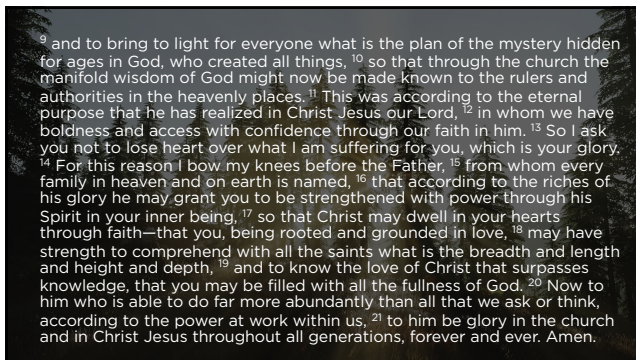 ⁹ and to bring to light for everyone what is the plan of the mystery hidden
for ages in God, who created all things, ¹⁰ so that through the church the
manifold wisdom of God might now be made known to the rulers and
authorities in the heavenly places. ¹¹ This was according to the eternal
purpose that he has realized in Christ Jesus our Lord, ¹² in whom we have
boldness and access with confidence through our faith in him. ¹³ So I ask
you not to lose heart over what I am suffering for you, which is your glory.
¹⁴ For this reason I bow my knees before the Father, ¹⁵ from whom every
family in heaven and on earth is named, ¹⁶ that according to the riches of
his glory he may grant you to be strengthened with power through his
Spirit in your inner being, ¹⁷ so that Christ may dwell in your hearts
through faith—that you, being rooted and grounded in love, ¹⁸ may have
strength to comprehend with all the saints what is the breadth and length
and height and depth, ¹⁹ and to know the love of Christ that surpasses
knowledge, that you may be filled with all the fullness of God. ²⁰ Now to
him who is able to do far more abundantly than all that we ask or think,
according to the power at work within us, ²¹ to him be glory in the church
and in Christ Jesus throughout all generations, forever and ever. Amen.